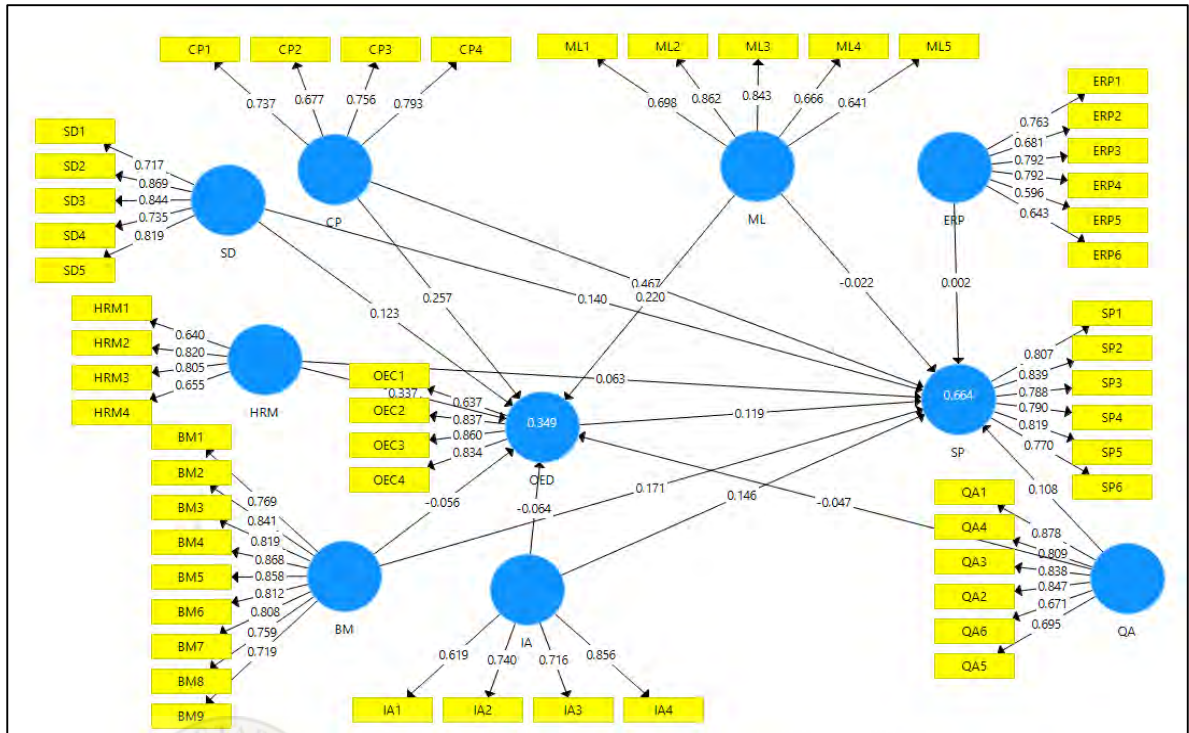 CP1 CP2 CP3 CP4
0.737 0.677 0.756 0.793
CP
ML1 ML2 ML3 ML4 ML5
0.698 0.862 0.843 0.666 0.641
ML
ERP1
ERP2
ERP3
ERP4
ERP5
ERP6
0.763
0.681
0.792
0.792
0.596
0.643
ERP
SD1
SD2
SD3
SD4
SD5
0.717
0.869
0.844
0.735
0.819
SD
0.257
0.123
0.467
0.140
0.220
-0.022
0.002
HRM1
HRM2
HRM3
HRM4
0.640
0.820
0.805
0.655
HRM
0.063
0.337
OEC1
OEC2
OEC3
OEC4
0.637
0.837
0.860
0.834
0.349
OED
0.119
SP1
SP2
SP3
SP4
SP5
SP6
0.807
0.839
0.788
0.790
0.819
0.770
0.664
SP
BM1
BM2
BM3
BM4
BM5
BM6
BM7
BM8
BM9
0.769
0.841
0.819
0.868
0.858
0.812
0.808
0.759
0.719
BM
-0.056
-0.064
0.171
0.146
-0.047
0.108
QA1
QA4
QA3
QA2
QA6
QA5
0.878
0.809
0.838
0.847
0.671
0.695
QA
IA
0.619 0.740 0.716 0.856
IA1 IA2 IA3 IA4